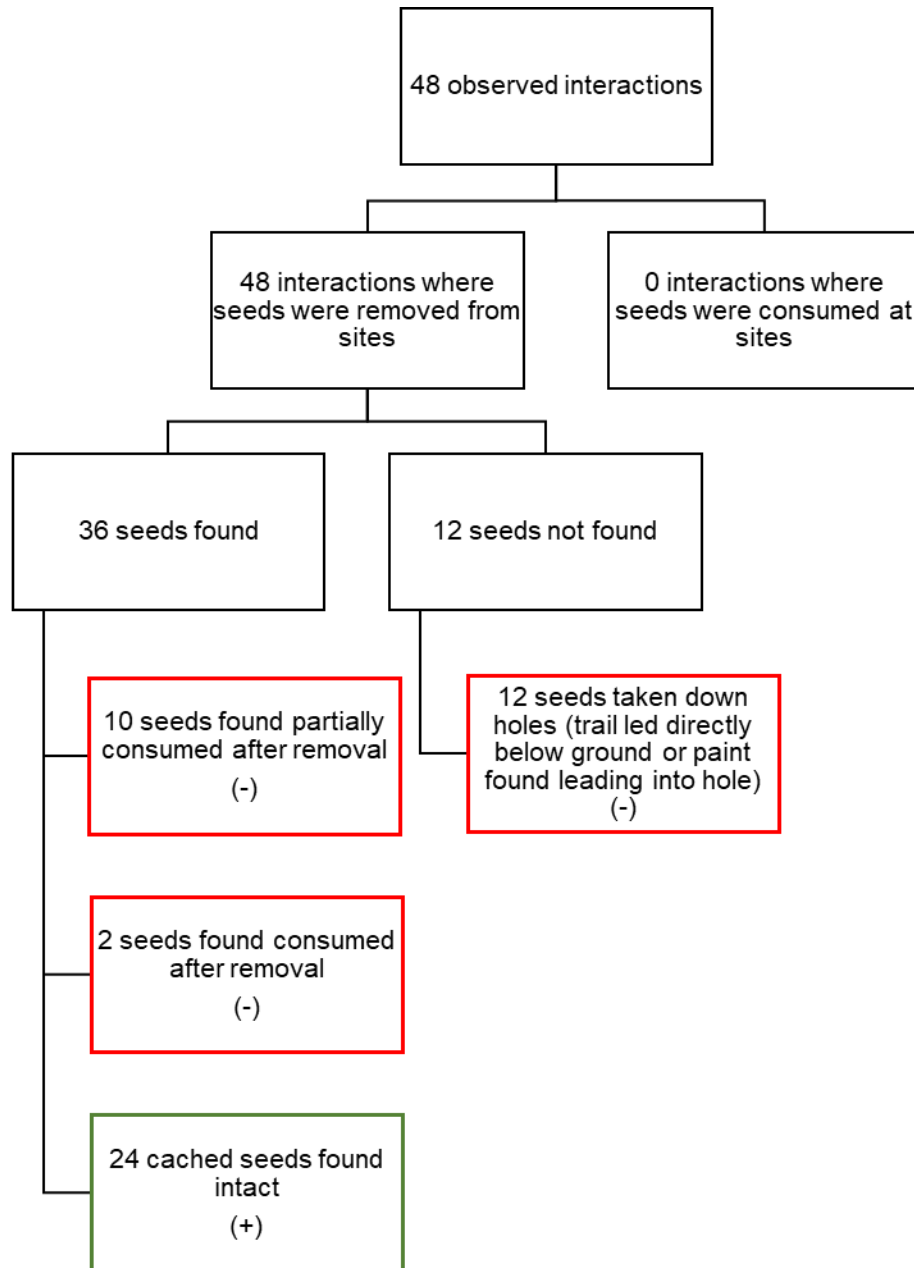 48 observed interactions
48 interactions where
seeds were removed from
sites
0 interactions where
seeds were consumed at
sites
36 seeds found
12 seeds not found
10 seeds found partially
consumed after removal
(-)
12 seeds taken down
holes (trail led directly
below ground or paint
found leading into hole)
(-)
2 seeds found consumed
after removal
(-)
24 cached seeds found
intact
(+)